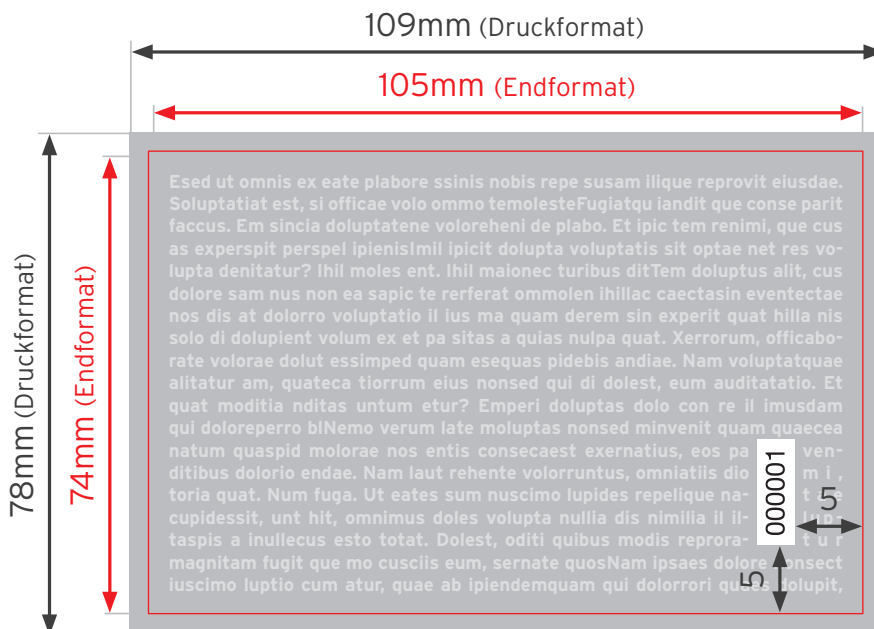 109mm (Druckformat)
105mm (Endformat)
78mm (Druckformat)
74mm (Endformat)
Esed ut omnis ex eate plabore ssinis nobis repe susam ilique reprovit eiusdae.
Soluptatiat est, si officae volo ommo temolesteFugiatqu iandit que conse parit
faccus. Em sincia doluptatene voloreheni de plabo. Et ipic tem renimi, que cus
as experspit perspel ipienisImil ipicit dolupta voluptatis sit optae net res vo-
lupta denitatur? Ihil moles ent. Ihil maio nec turibus ditTem doluptus alit, cus
dolore sam nus non ea sapic te rerferat ommolen ihillac caectasin eventectae
nos dis at dolorro voluptatio il ius ma quam derem sin experit quat hilla nis
solo di dolupient volum ex et pa sitas a quias nulpa quat. Xerrorum, officabo-
rate volorae dolut essimped quam esequas pidebis andiae. Nam voluptatquae
alitatur am, quateca tiorrum eius nonsed qui di dolest, eum auditatatio. Et
quat moditia nditas untum etur? Emperi doluptas dolo con re il imusdam
qui doloreperro blNemo verum late moluptas nonsed minvenit quam quaecea
natum quaspid molorae nos entis consecaest exernatius, eos pa ven-
ditibus dolorio endae. Nam laut rehente volorruntus, omniatiis dio m i ,
toria quat. Num fuga. Ut eates sum nuscimo lupides repelique na-
cupidessit, unt hit, ommnus doles volupta nullia dis nimilia il il- lup-
taspis a inullecus esto totat. Dolest, oditi quibus modis reprora- t u r
magnitam fugit que mo cusciis eum, sernate quosNam ipsaes dolore consect
iuscimo luptio cum atur, quae ab ipiendemquam qui dolorrori dolupit,
000001
5
5